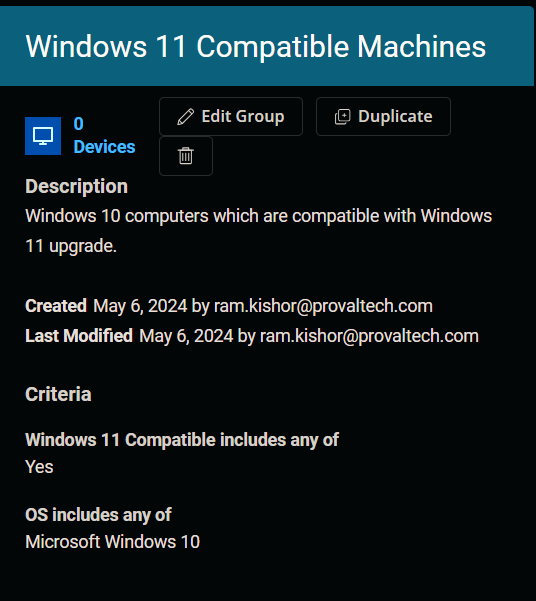 Windows 11 Compatible Machines
0
Devices
Edit Group
Duplicate
Description
Windows 10 computers which are compatible with Windows
11 upgrade.
Created May 6, 2024 by ram.kishor@provaltech.com
Last Modified May 6, 2024 by ram.kishor@provaltech.com
Criteria
Windows 11 Compatible includes any of
Yes
OS includes any of
Microsoft Windows 10